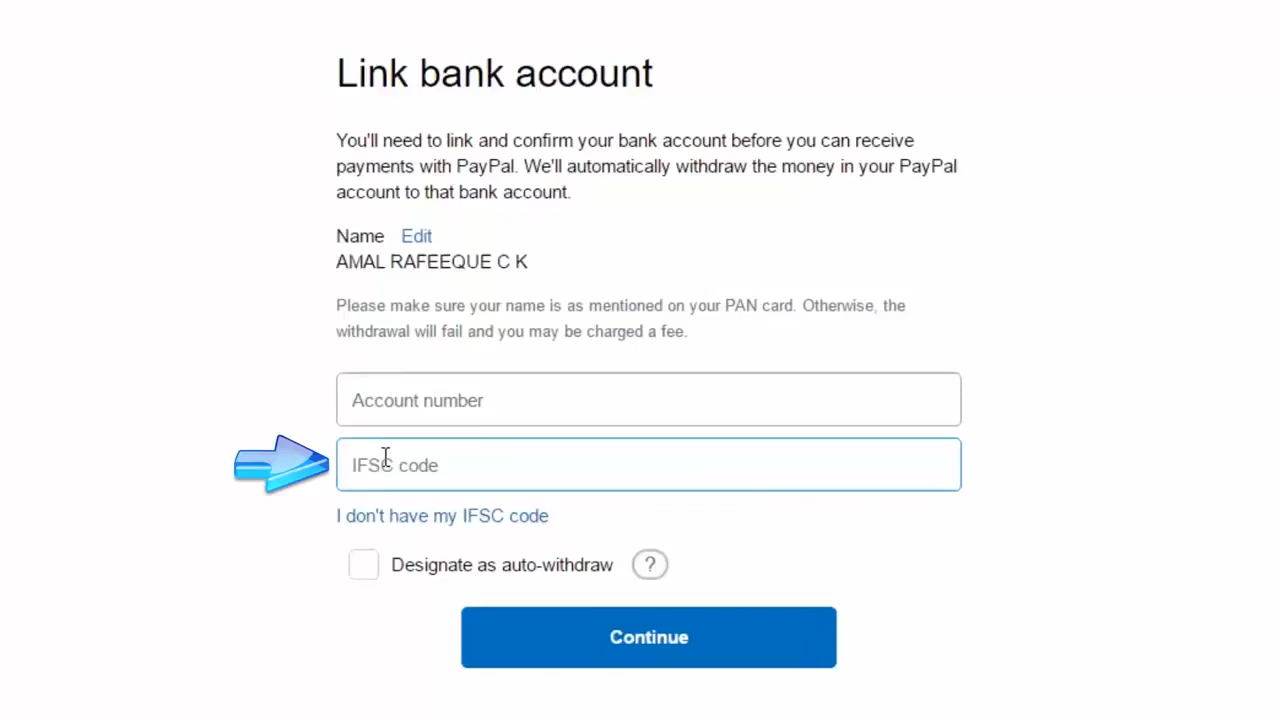 Link bank account
You'll need to link and confirm your bank account before you can receive
payments with PayPal. We'll automatically withdraw the money in your PayPal
account to that bank account.
Name Edit
AMAL RAFEEQUE C K
Please make sure your name is as mentioned on your PAN card. Otherwise, the
withdrawal will fail and you may be charged a fee.
Account number
IFSC code
I don't have my IFSC code
Designate as auto-withdraw ?
Continue